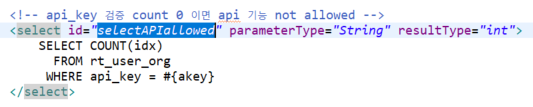 <!-- api_key 검증 count 0 이면 api 기능 not allowed -->
<select id="selectAPIallowed" parameterType="String" resultType="int">
SELECT COUNT(idx)
FROM rt_user_org
WHERE api_key = #{akey}
</select>